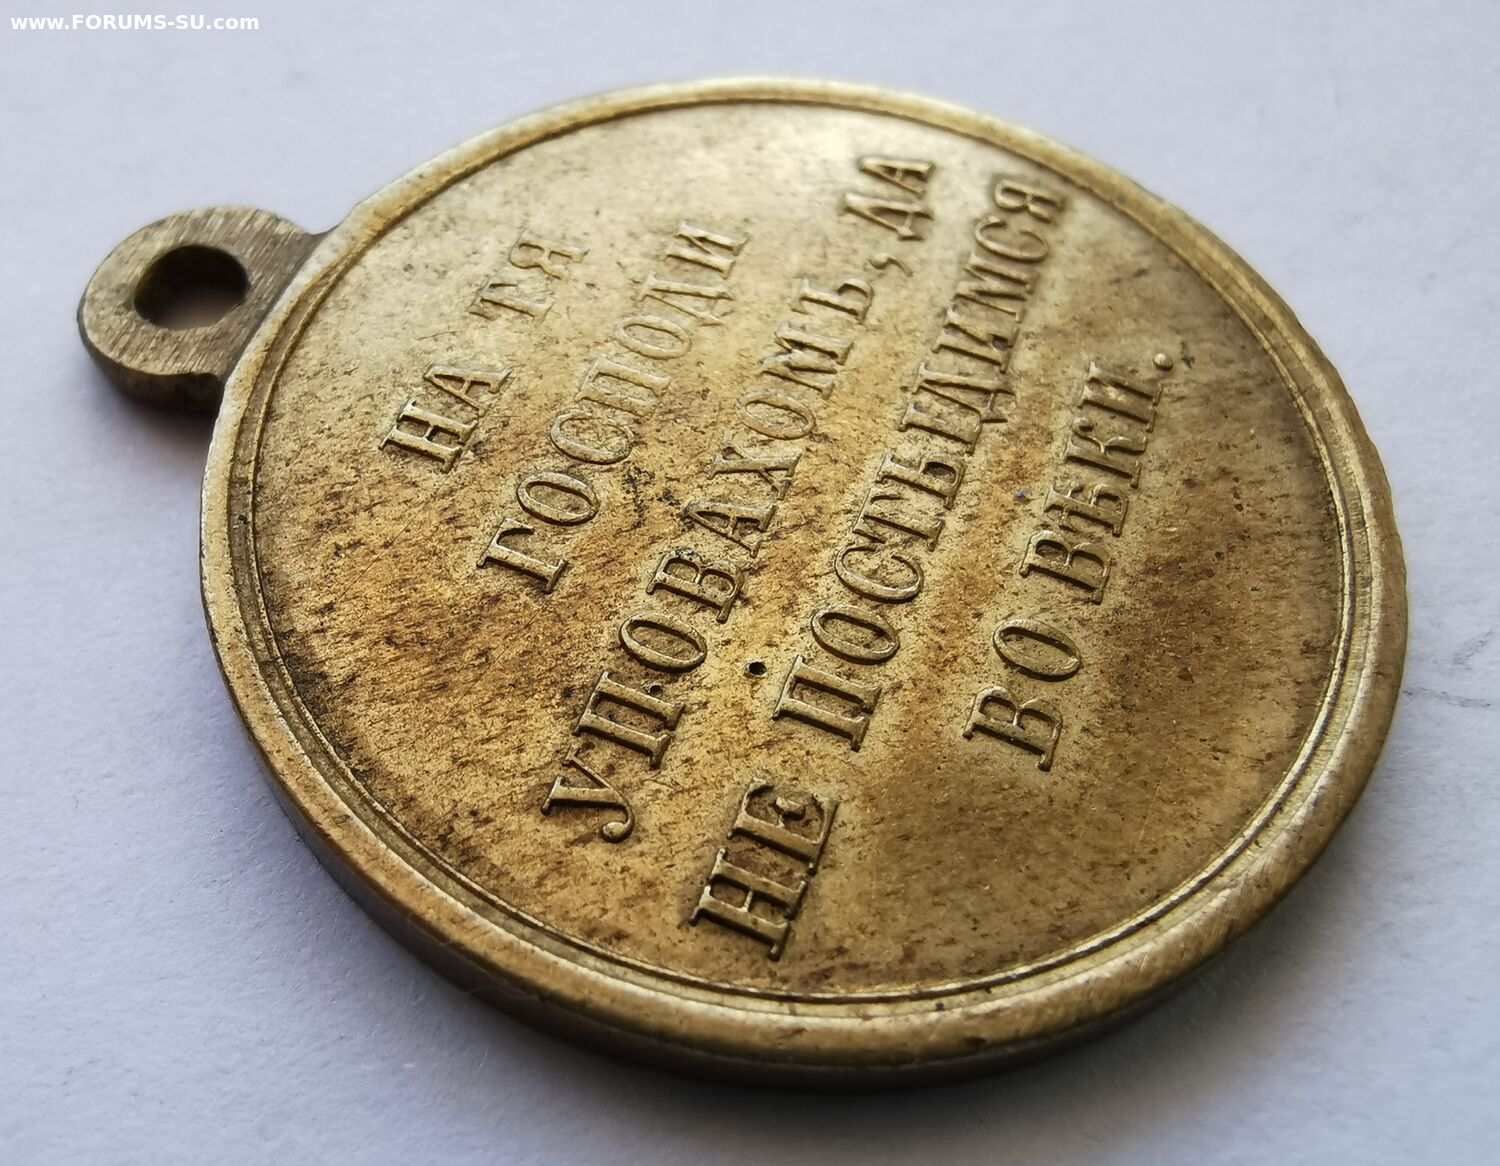 www.FORUMS-SU.com
НА ТЯ
ГОСПОДИ
УПОВАХОМЪ, ДА
НЕ ПОСТЫДИМСЯ
ВО ВѢКИ.